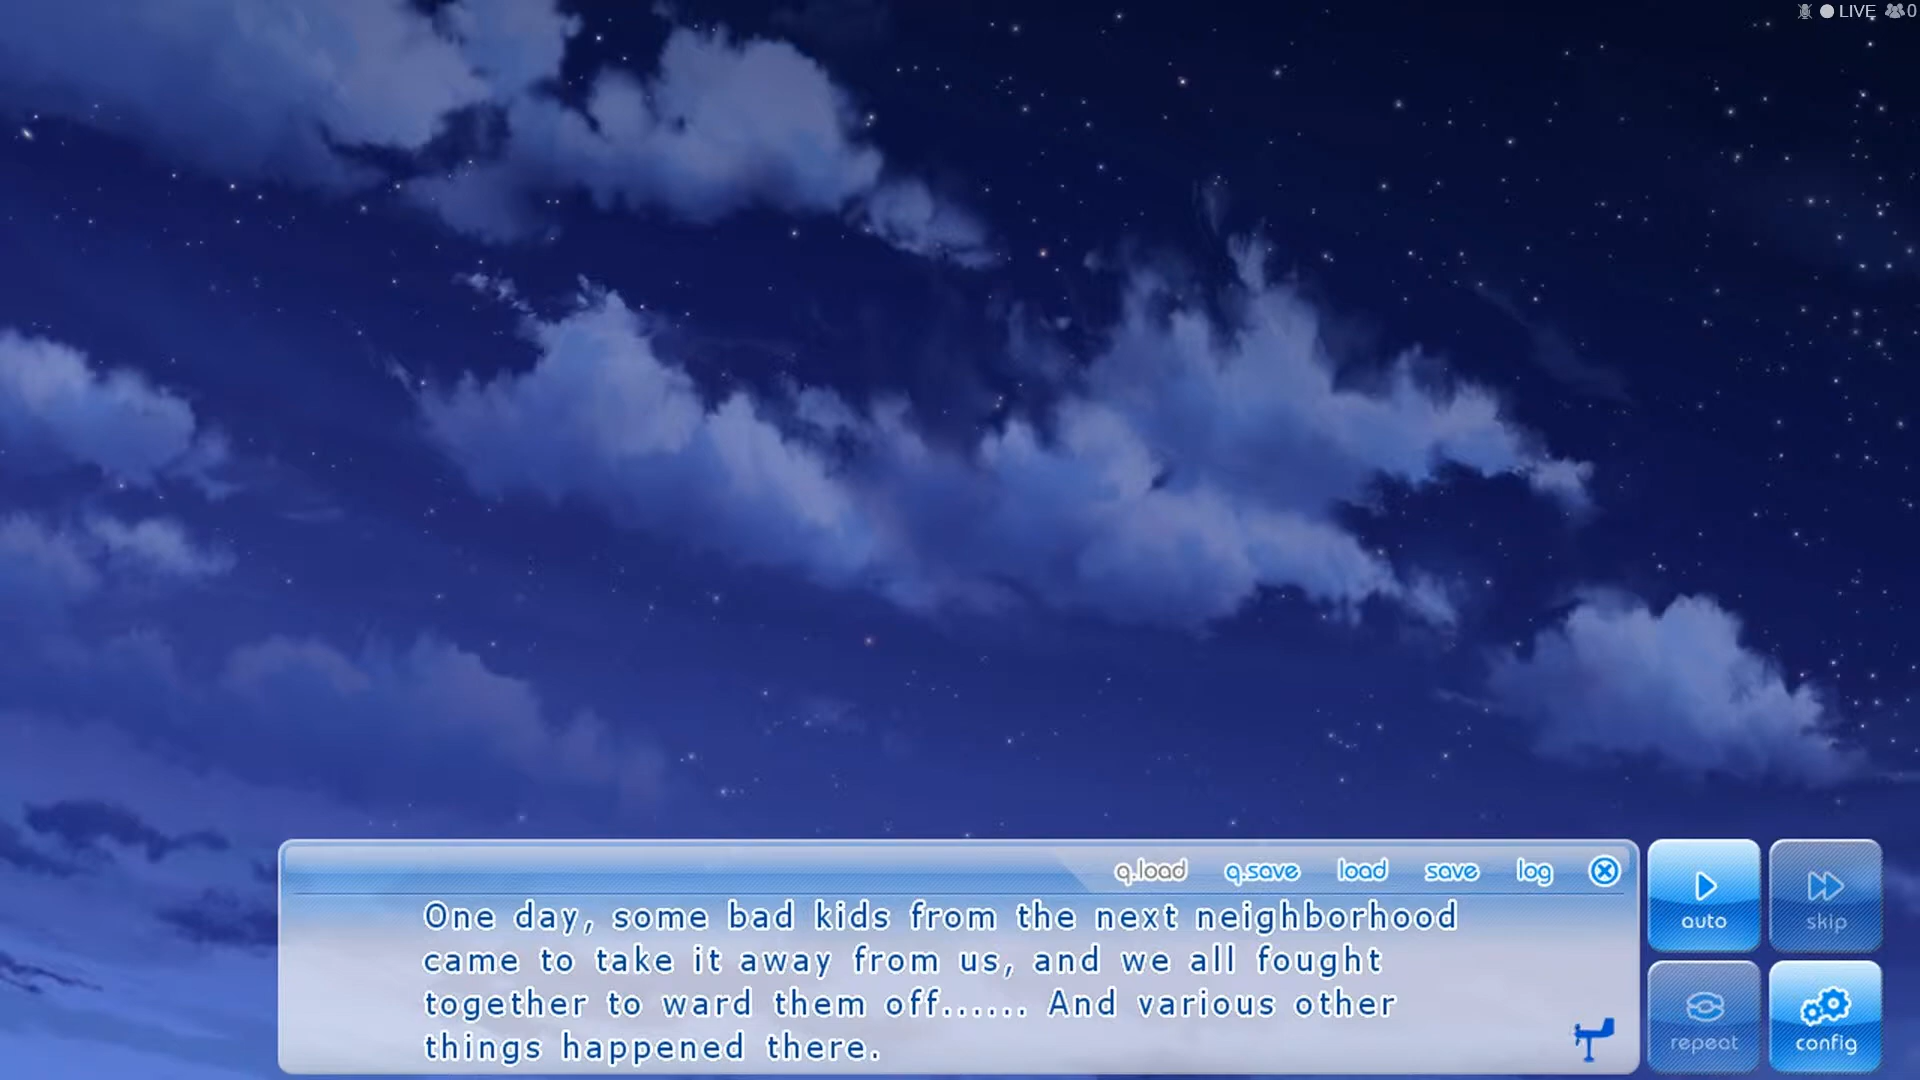 LIVE 0
q.load q.save load save log
One day, some bad kids from the next neighborhood
came to take it away from us, and we all fought
together to ward them off...... And various other
things happened there.
auto skip
repeat config